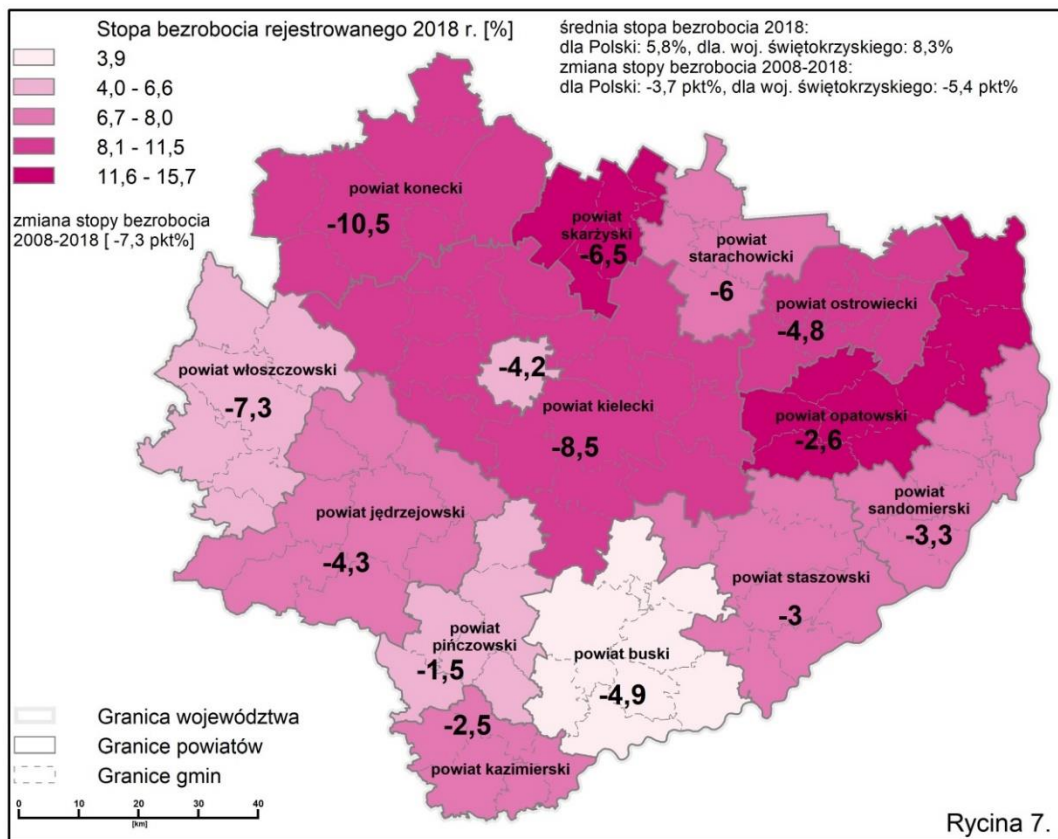 Stopa bezrobocia rejestrowanego 2018 r. [%]
3,9
4,0 - 6,6
6,7 - 8,0
8,1 - 11,5
11,6 - 15,7
zmiana stopy bezrobocia
2008-2018 [ -7,3 pkt%]
średnia stopa bezrobocia 2018:
dla Polski: 5,8%, dla. woj. świętokrzyskiego: 8,3%
zmiana stopy bezrobocia 2008-2018:
dla Polski: -3,7 pkt%, dla woj. świętokrzyskiego: -5,4 pkt%
powiat konecki
-10,5
powiat
skarżyski
-6,5
powiat
starachowicki
-6
powiat ostrowiecki
-4,8
powiat włoszczowski
-7,3
-4,2
powiat kielecki
-8,5
powiat opatowski
-2,6
powiat jędrzejowski
-4,3
powiat
sandomierski
-3,3
powiat staszowski
-3
powiat
pińczowski
-1,5
powiat buski
-4,9
-2,5
powiat kazimierski
Granica województwa
Granice powiatów
Granice gmin
0 10 20 30 40
[km]
Rycina 7.